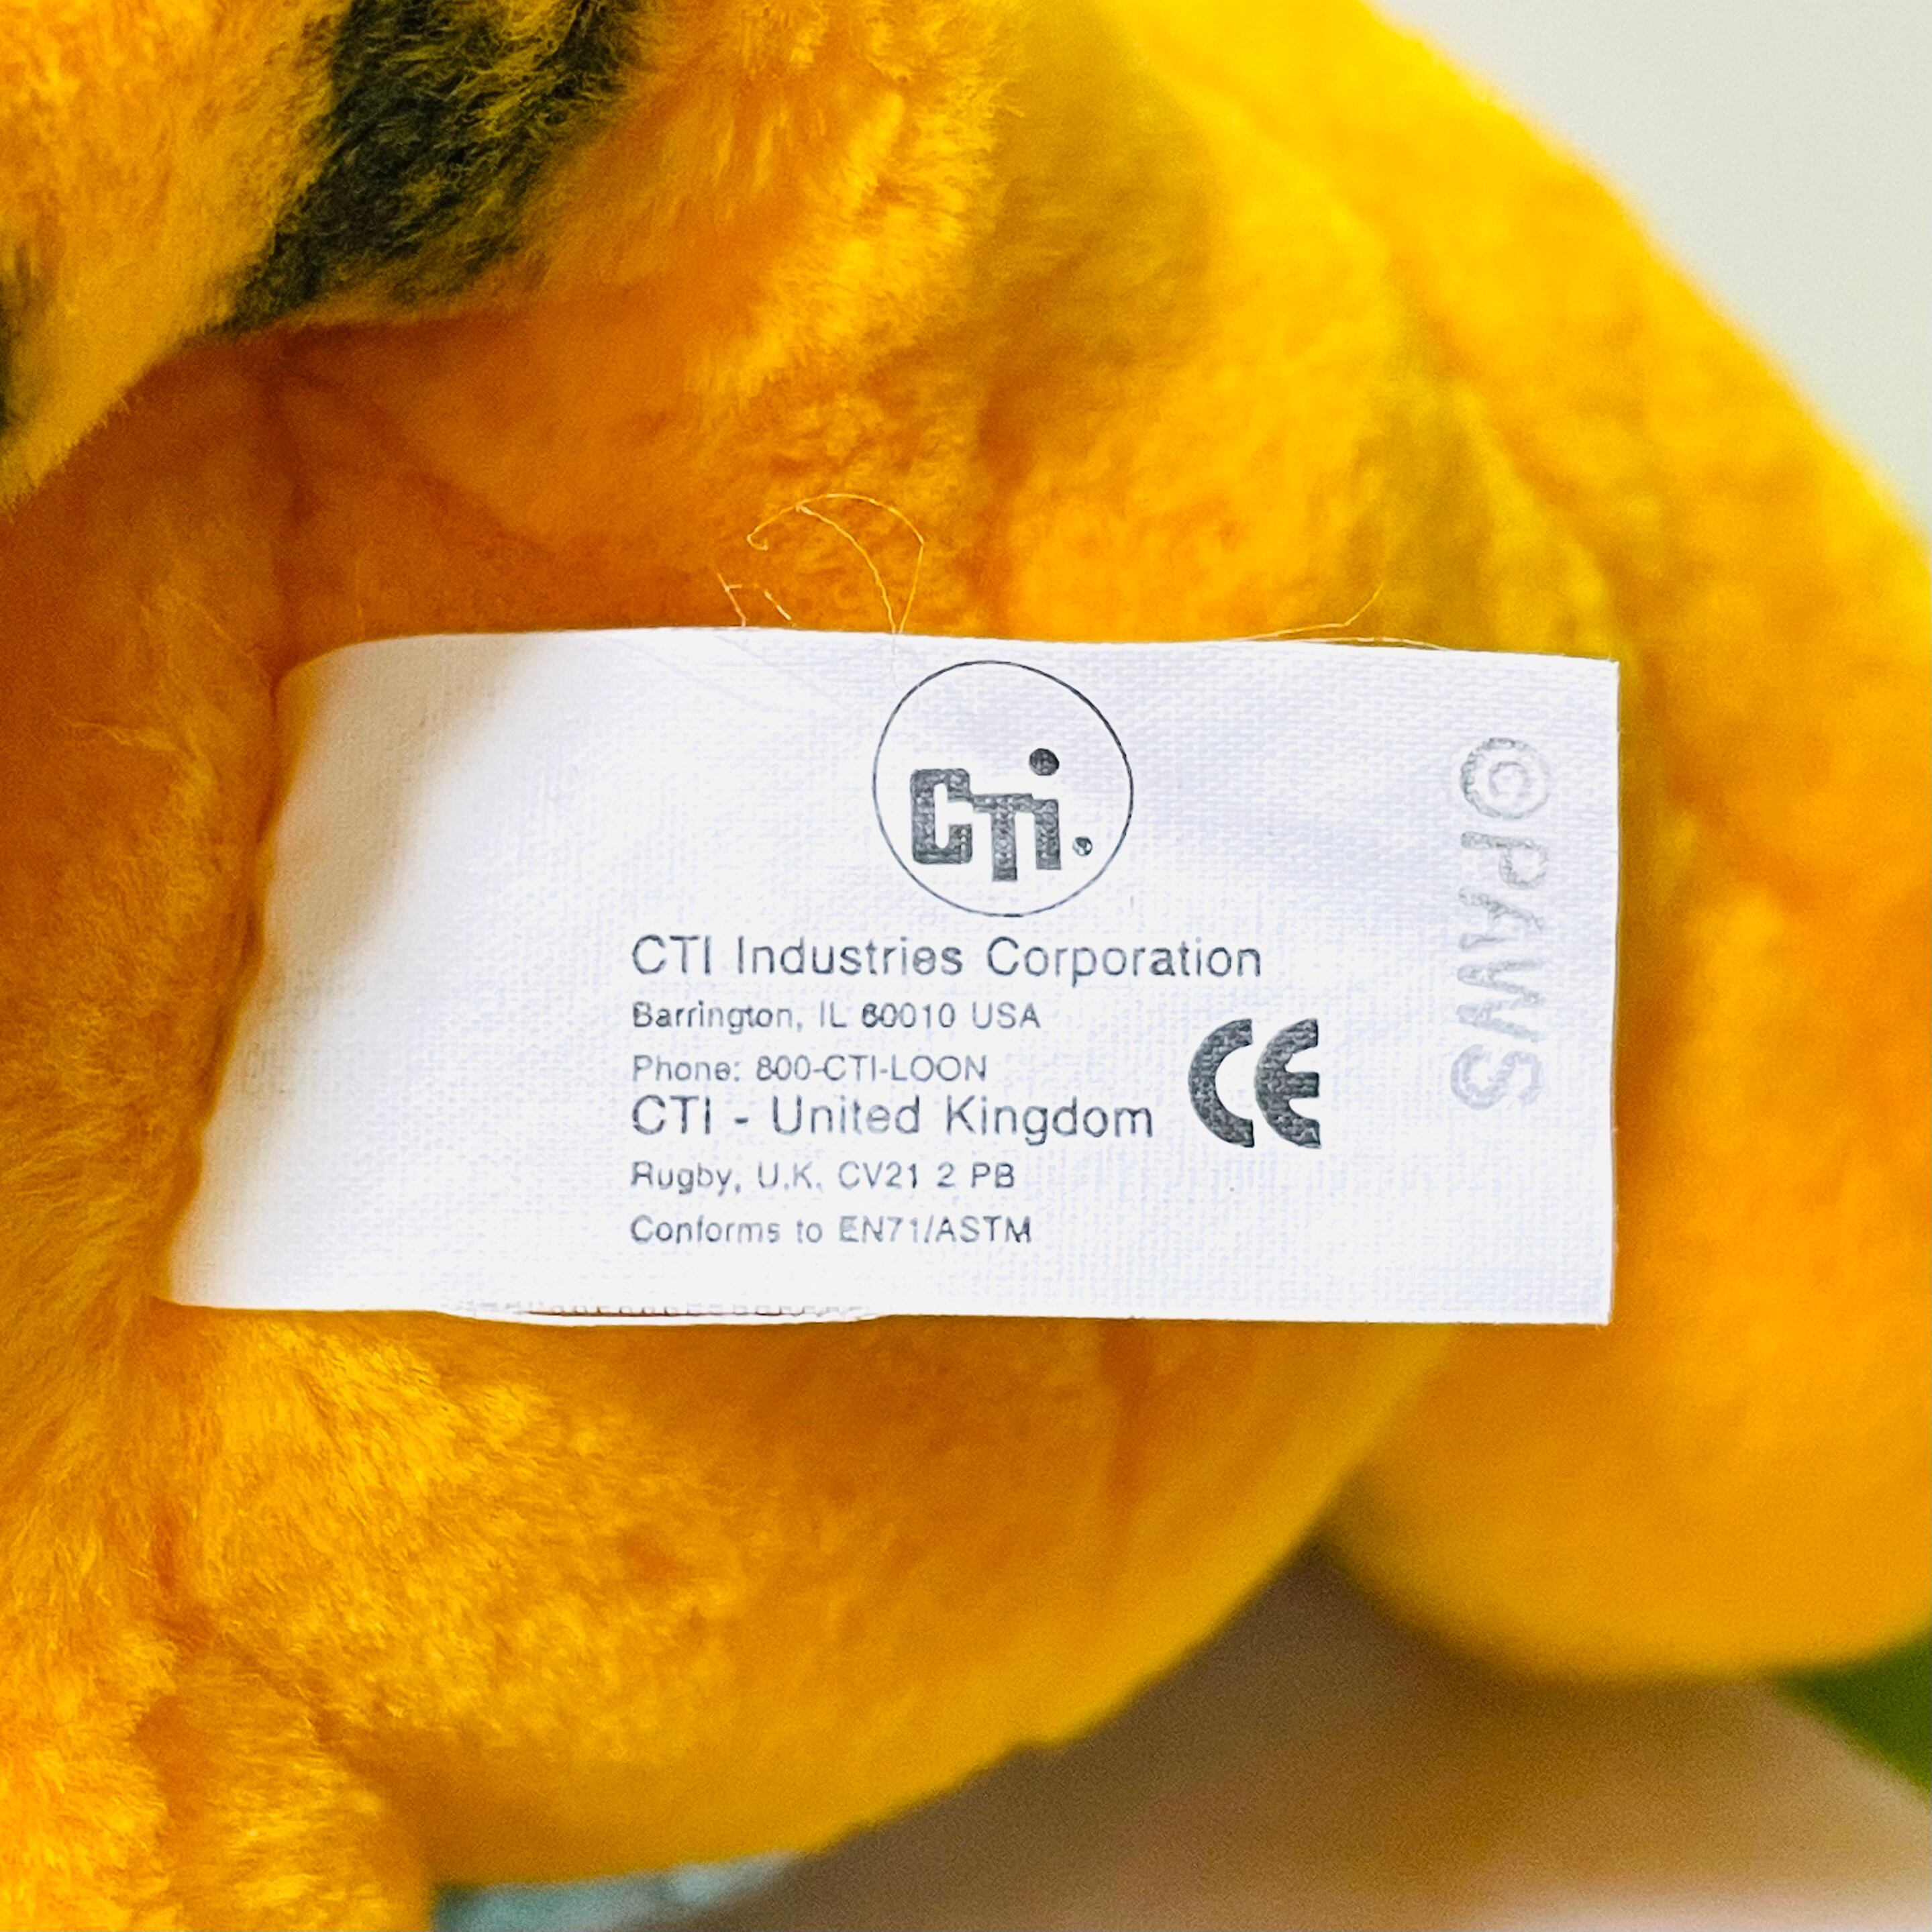 CTi.
CTI Industries Corporation
Barrington, IL 60010 USA
Phone: 800-CTI-LOON
CTI - United Kingdom
Rugby, U.K. CV21 2 PB
Conforms to EN71/ASTM
CE
©PAWS